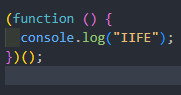 (function () {
  console.log("IIFE");
})();